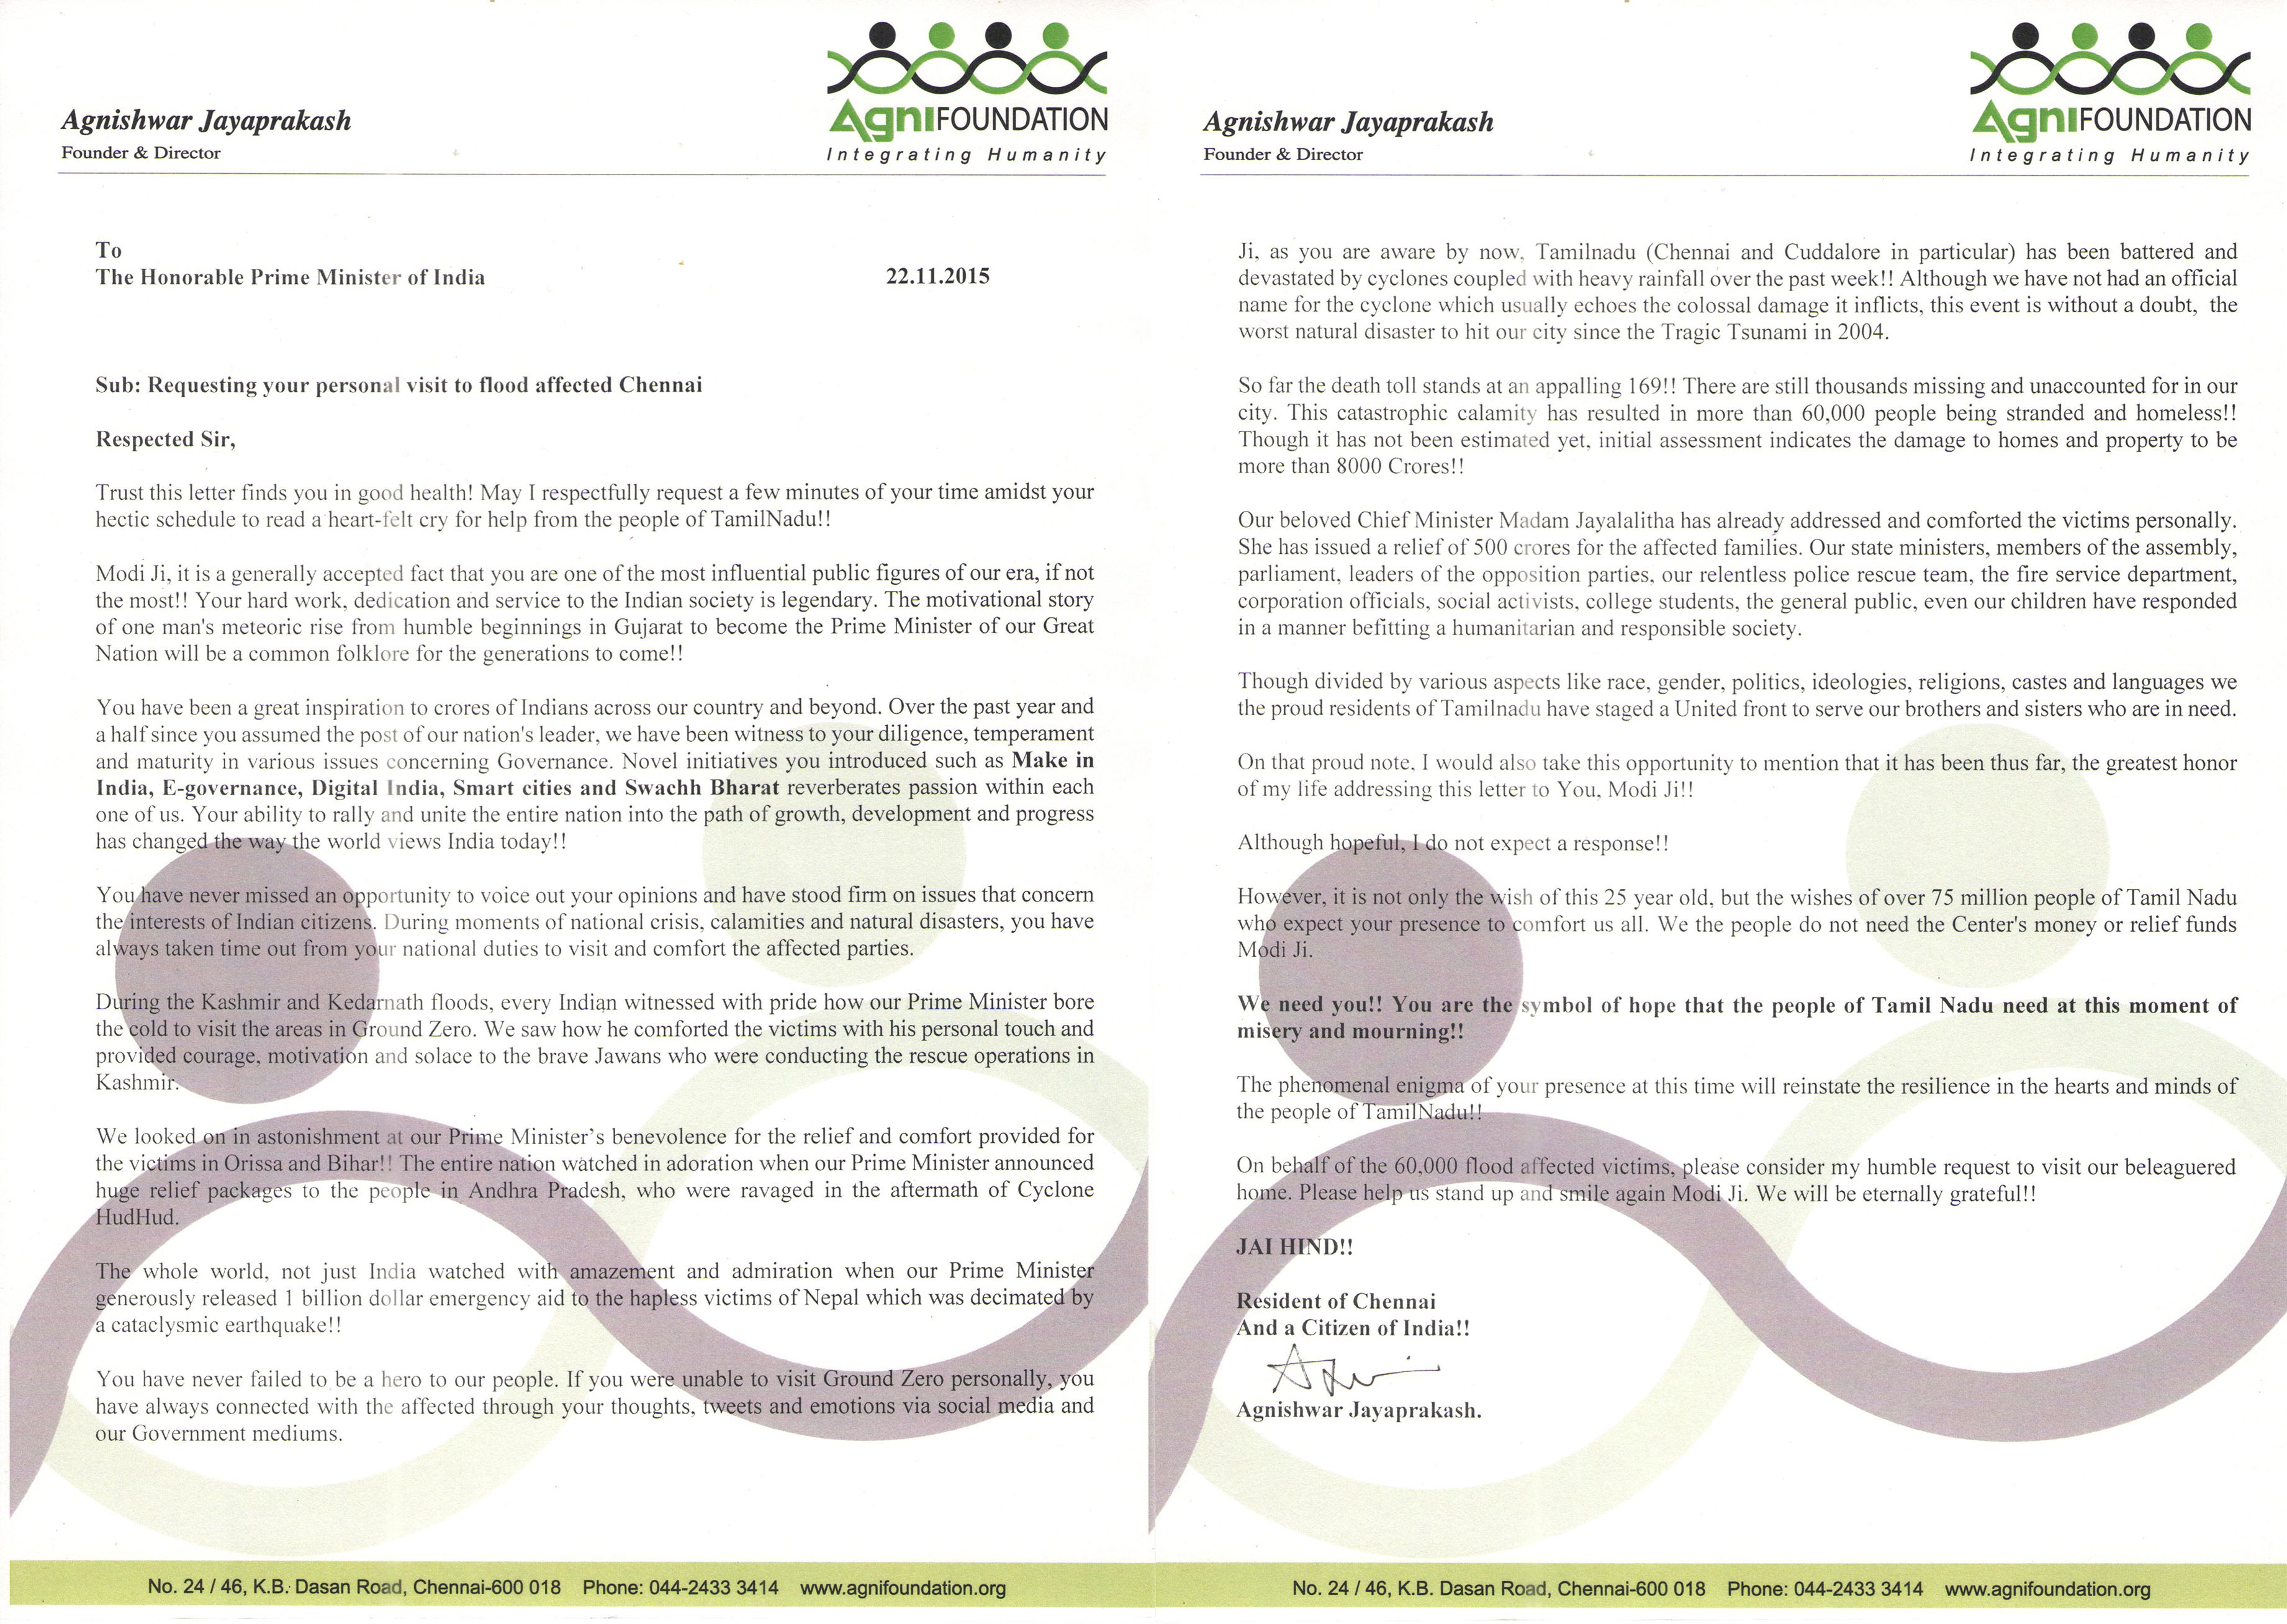 Agnishwar Jayaprakash
Founder & Director
AgniFOUNDATION
Integrating Humanity
To
The Honorable Prime Minister of India 22.11.2015
Sub: Requesting your personal visit to flood affected Chennai
Respected Sir,
Trust this letter finds you in good health! May I respectfully request a few minutes of your time amidst your
hectic schedule to read a heart-felt cry for help from the people of TamilNadu!!
Modi Ji, it is a generally accepted fact that you are one of the most influential public figures of our era, if not
the most!! Your hard work, dedication and service to the Indian society is legendary. The motivational story
of one man's meteoric rise from humble beginnings in Gujarat to become the Prime Minister of our Great
Nation will be a common folklore for the generations to come!!
You have been a great inspiration to crores of Indians across our country and beyond. Over the past year and
a half since you assumed the post of our nation's leader, we have been witness to your diligence, temperament
and maturity in various issues concerning Governance. Novel initiatives you introduced such as Make in
India, E-governance, Digital India, Smart cities and Swachh Bharat reverberates passion within each
one of us. Your ability to rally and unite the entire nation into the path of growth, development and progress
has changed the way the world views India today!!
You have never missed an opportunity to voice out your opinions and have stood firm on issues that concern
the interests of Indian citizens. During moments of national crisis, calamities and natural disasters, you have
always taken time out from your national duties to visit and comfort the affected parties.
During the Kashmir and Kedarnath floods, every Indian witnessed with pride how our Prime Minister bore
the cold to visit the areas in Ground Zero. We saw how he comforted the victims with his personal touch and
provided courage, motivation and solace to the brave Jawans who were conducting the rescue operations in
Kashmir.
We looked on in astonishment at our Prime Minister's benevolence for the relief and comfort provided for
the victims in Orissa and Bihar!! The entire nation watched in adoration when our Prime Minister announced
huge relief packages to the people in Andhra Pradesh, who were ravaged in the aftermath of Cyclone
HudHud.
The whole world, not just India watched with amazement and admiration when our Prime Minister
generously released 1 billion dollar emergency aid to the hapless victims of Nepal which was decimated by
a cataclysmic earthquake!!
You have never failed to be a hero to our people. If you were unable to visit Ground Zero personally, you
have always connected with the affected through your thoughts, tweets and emotions via social media and
our Government mediums.
No. 24 / 46, K.B. Dasan Road, Chennai-600 018 Phone: 044-2433 3414 www.agnifoundation.org
Agnishwar Jayaprakash
Founder & Director
AgniFOUNDATION
Integrating Humanity
Ji, as you are aware by now, Tamilnadu (Chennai and Cuddalore in particular) has been battered and
devastated by cyclones coupled with heavy rainfall over the past week!! Although we have not had an official
name for the cyclone which usually echoes the colossal damage it inflicts, this event is without a doubt, the
worst natural disaster to hit our city since the Tragic Tsunami in 2004.
So far the death toll stands at an appalling 169!! There are still thousands missing and unaccounted for in our
city. This catastrophic calamity has resulted in more than 60,000 people being stranded and homeless!!
Though it has not been estimated yet, initial assessment indicates the damage to homes and property to be
more than 8000 Crores!!
Our beloved Chief Minister Madam Jayalalitha has already addressed and comforted the victims personally.
She has issued a relief of 500 crores for the affected families. Our state ministers, members of the assembly,
parliament, leaders of the opposition parties, our relentless police rescue team, the fire service department,
corporation officials, social activists, college students, the general public, even our children have responded
in a manner befitting a humanitarian and responsible society.
Though divided by various aspects like race, gender, politics, ideologies, religions, castes and languages we
the proud residents of Tamilnadu have staged a United front to serve our brothers and sisters who are in need.
On that proud note, I would also take this opportunity to mention that it has been thus far, the greatest honor
of my life addressing this letter to You, Modi Ji!!
Although hopeful, I do not expect a response!!
However, it is not only the wish of this 25 year old, but the wishes of over 75 million people of Tamil Nadu
who expect your presence to comfort us all. We the people do not need the Center's money or relief funds
Modi Ji.
We need you!! You are the symbol of hope that the people of Tamil Nadu need at this moment of
misery and mourning!!
The phenomenal enigma of your presence at this time will reinstate the resilience in the hearts and minds of
the people of TamilNadu!!
On behalf of the 60,000 flood affected victims, please consider my humble request to visit our beleaguered
home. Please help us stand up and smile again Modi Ji. We will be eternally grateful!!
JAI HIND!!
Resident of Chennai
And a Citizen of India!!
Agnishwar Jayaprakash.
No. 24 / 46, K.B. Dasan Road, Chennai-600 018 Phone: 044-2433 3414 www.agnifoundation.org